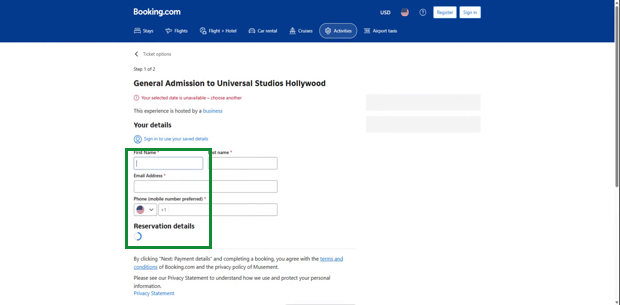 Booking.com
USD
Register
Sign in
Stays
Flights
Flight + Hotel
Car rental
Cruises
Activities
Airport taxis
Ticket options
Step 1 of 2
General Admission to Universal Studios Hollywood
Your selected date is unavailable – choose another
This experience is hosted by a business
Your details
Sign in to use your saved details
First Name * Last name *
Email Address *
Phone (mobile number preferred) *
+1
Reservation details
By clicking "Next: Payment details" and completing a booking, you agree with the terms and
conditions of Booking.com and the privacy policy of Musement.
Please see our Privacy Statement to understand how we use and protect your personal
information.
Privacy Statement